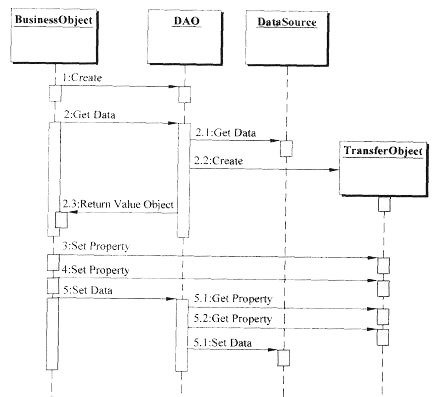 BusinessObject
DAO
DataSource
1:Create
2:Get Data
2.1:Get Data
2.2:Create
TransferObject
2.3:Return Value Object
3:Set Property
4:Set Property
5:Set Data
5.1:Get Property
5.2:Get Property
5.1:Set Data